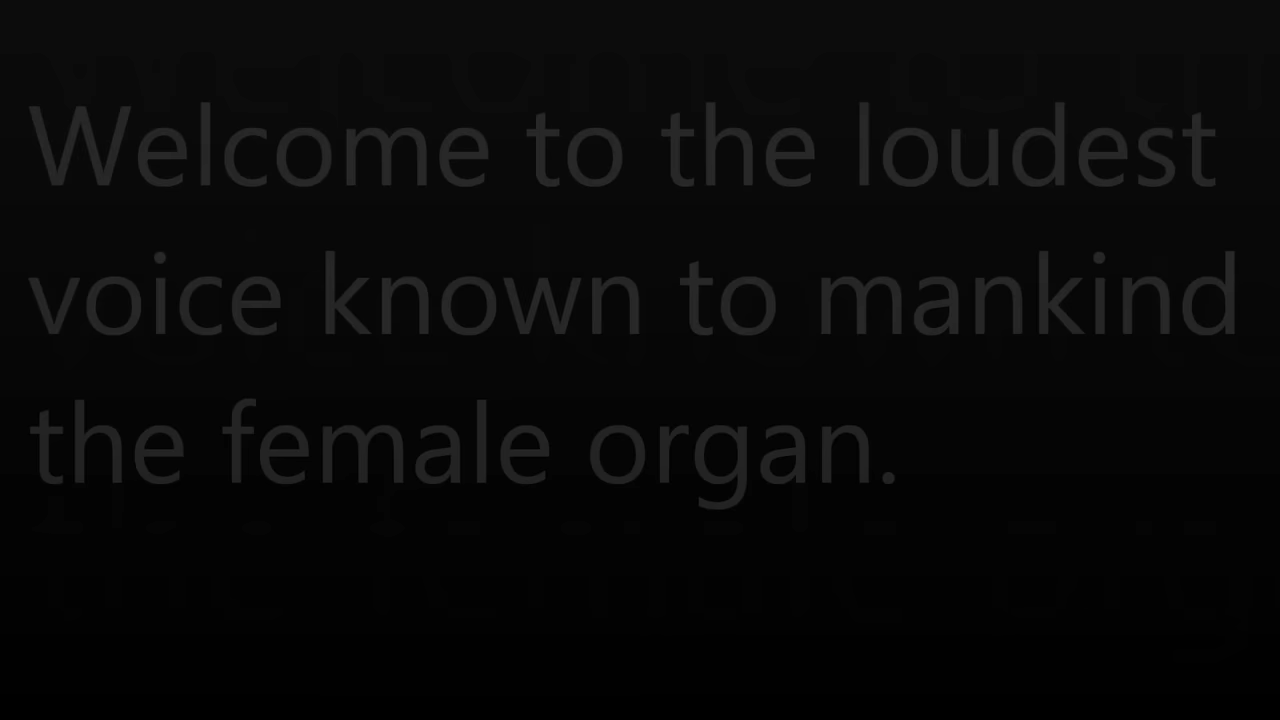 Welcome to the loudest
voice known to mankind
the female organ.